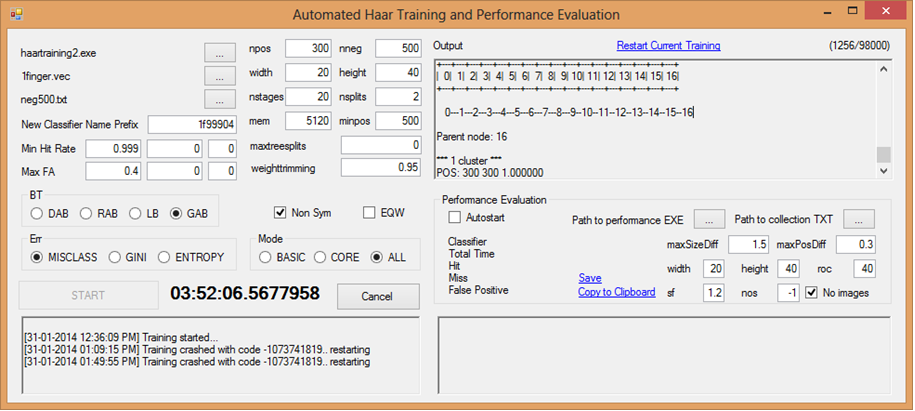 Automated Haar Training and Performance Evaluation
haartraining2.exe ...
1finger.vec ...
neg500.txt ...
New Classifier Name Prefix 1f99904
Min Hit Rate 0.999 0 0
Max FA 0.4 0 0
npos 300 nneg 500
width 20 height 40
nstages 20 nsplits 2
mem 5120 minpos 500
maxtreesplits 0
weighttrimming 0.95
BT
DAB RAB LB GAB
Non Sym EQW
Err
MISCLASS GINI ENTROPY
Mode
BASIC CORE ALL
START 03:52:06.5677958 Cancel
[31-01-2014 12:36:09 PM] Training started...
[31-01-2014 01:09:15 PM] Training crashed with code -1073741819.. restarting
[31-01-2014 01:49:55 PM] Training crashed with code -1073741819.. restarting
Output Restart Current Training (1256/98000)
+---+---+---+---+---+---+---+---+---+---+---+---+---+---+---+---+---+
| 0| 1| 2| 3| 4| 5| 6| 7| 8| 9| 10| 11| 12| 13| 14| 15| 16|
+---+---+---+---+---+---+---+---+---+---+---+---+---+---+---+---+---+
0---1---2---3---4---5---6---7---8---9--10--11--12--13--14--15--16
Parent node: 16
*** 1 cluster ***
POS: 300 300 1.000000
Performance Evaluation
Autostart Path to performance EXE ... Path to collection TXT ...
Classifier maxSizeDiff 1.5 maxPosDiff 0.3
Total Time
Hit width 20 height 40 roc 40
Miss Save
False Positive Copy to Clipboard sf 1.2 nos -1 No images